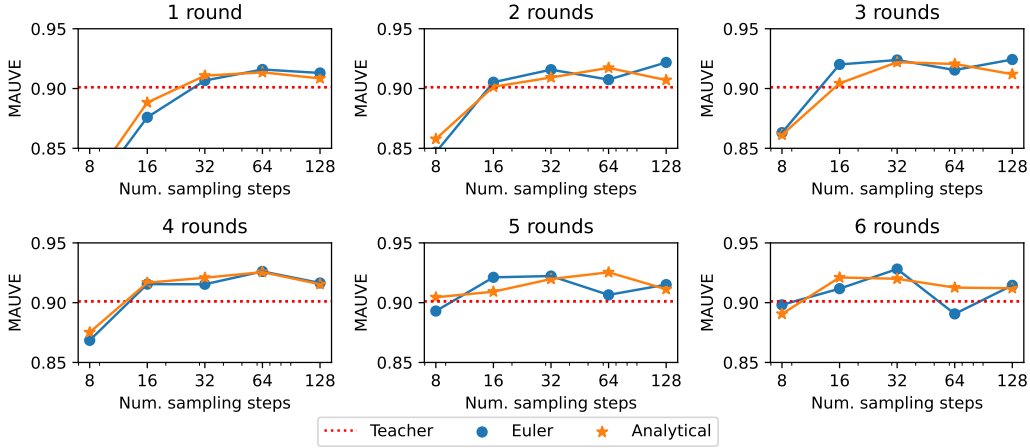 1 round
2 rounds
3 rounds
0.95
0.90
0.85
MAUVE
8 16 32 64 128
Num. sampling steps
0.95
0.90
0.85
MAUVE
8 16 32 64 128
Num. sampling steps
0.95
0.90
0.85
MAUVE
8 16 32 64 128
Num. sampling steps
4 rounds
5 rounds
6 rounds
0.95
0.90
0.85
MAUVE
8 16 32 64 128
Num. sampling steps
0.95
0.90
0.85
MAUVE
8 16 32 64 128
Num. sampling steps
0.95
0.90
0.85
MAUVE
8 16 32 64 128
Num. sampling steps
Teacher Euler Analytical